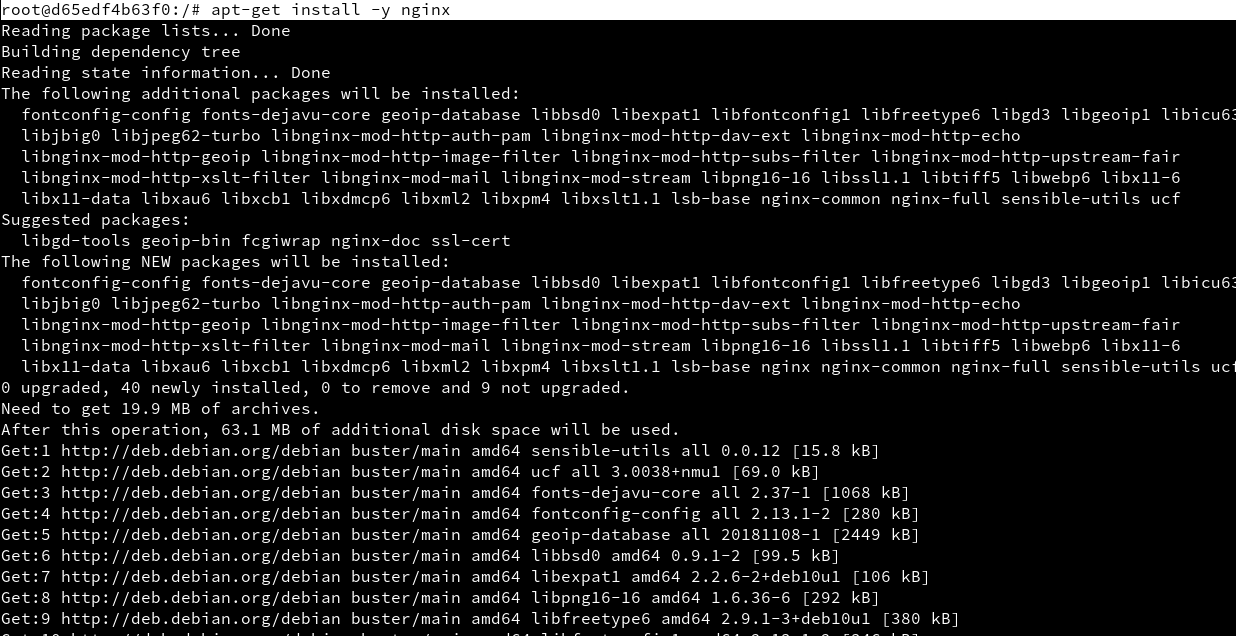 root@d65edf4b63f0:/# apt-get install -y nginx
Reading package lists... Done
Building dependency tree
Reading state information... Done
The following additional packages will be installed:
  fontconfig-config fonts-dejavu-core geoip-database libbsd0 libexpat1 libfontconfig1 libfreetype6 libgd3 libgeoip1 libicu63
  libjbig0 libjpeg62-turbo libnginx-mod-http-auth-pam libnginx-mod-http-dav-ext libnginx-mod-http-echo
  libnginx-mod-http-geoip libnginx-mod-http-image-filter libnginx-mod-http-subs-filter libnginx-mod-http-upstream-fair
  libnginx-mod-http-xslt-filter libnginx-mod-mail libnginx-mod-stream libpng16-16 libssl1.1 libtiff5 libwebp6 libx11-6
  libx11-data libxau6 libxcb1 libxdmcp6 libxml2 libxpm4 libxslt1.1 lsb-base nginx-common nginx-full sensible-utils ucf
Suggested packages:
  libgd-tools geoip-bin fcgiwrap nginx-doc ssl-cert
The following NEW packages will be installed:
  fontconfig-config fonts-dejavu-core geoip-database libbsd0 libexpat1 libfontconfig1 libfreetype6 libgd3 libgeoip1 libicu63
  libjbig0 libjpeg62-turbo libnginx-mod-http-auth-pam libnginx-mod-http-dav-ext libnginx-mod-http-echo
  libnginx-mod-http-geoip libnginx-mod-http-image-filter libnginx-mod-http-subs-filter libnginx-mod-http-upstream-fair
  libnginx-mod-http-xslt-filter libnginx-mod-mail libnginx-mod-stream libpng16-16 libssl1.1 libtiff5 libwebp6 libx11-6
  libx11-data libxau6 libxcb1 libxdmcp6 libxml2 libxpm4 libxslt1.1 lsb-base nginx nginx-common nginx-full sensible-utils ucf
0 upgraded, 40 newly installed, 0 to remove and 9 not upgraded.
Need to get 19.9 MB of archives.
After this operation, 63.1 MB of additional disk space will be used.
Get:1 http://deb.debian.org/debian buster/main amd64 sensible-utils all 0.0.12 [15.8 kB]
Get:2 http://deb.debian.org/debian buster/main amd64 ucf all 3.0038+nmu1 [69.0 kB]
Get:3 http://deb.debian.org/debian buster/main amd64 fonts-dejavu-core all 2.37-1 [1068 kB]
Get:4 http://deb.debian.org/debian buster/main amd64 fontconfig-config all 2.13.1-2 [280 kB]
Get:5 http://deb.debian.org/debian buster/main amd64 geoip-database all 20181108-1 [2449 kB]
Get:6 http://deb.debian.org/debian buster/main amd64 libbsd0 amd64 0.9.1-2 [99.5 kB]
Get:7 http://deb.debian.org/debian buster/main amd64 libexpat1 amd64 2.2.6-2+deb10u1 [106 kB]
Get:8 http://deb.debian.org/debian buster/main amd64 libpng16-16 amd64 1.6.36-6 [292 kB]
Get:9 http://deb.debian.org/debian buster/main amd64 libfreetype6 amd64 2.9.1-3+deb10u1 [380 kB]